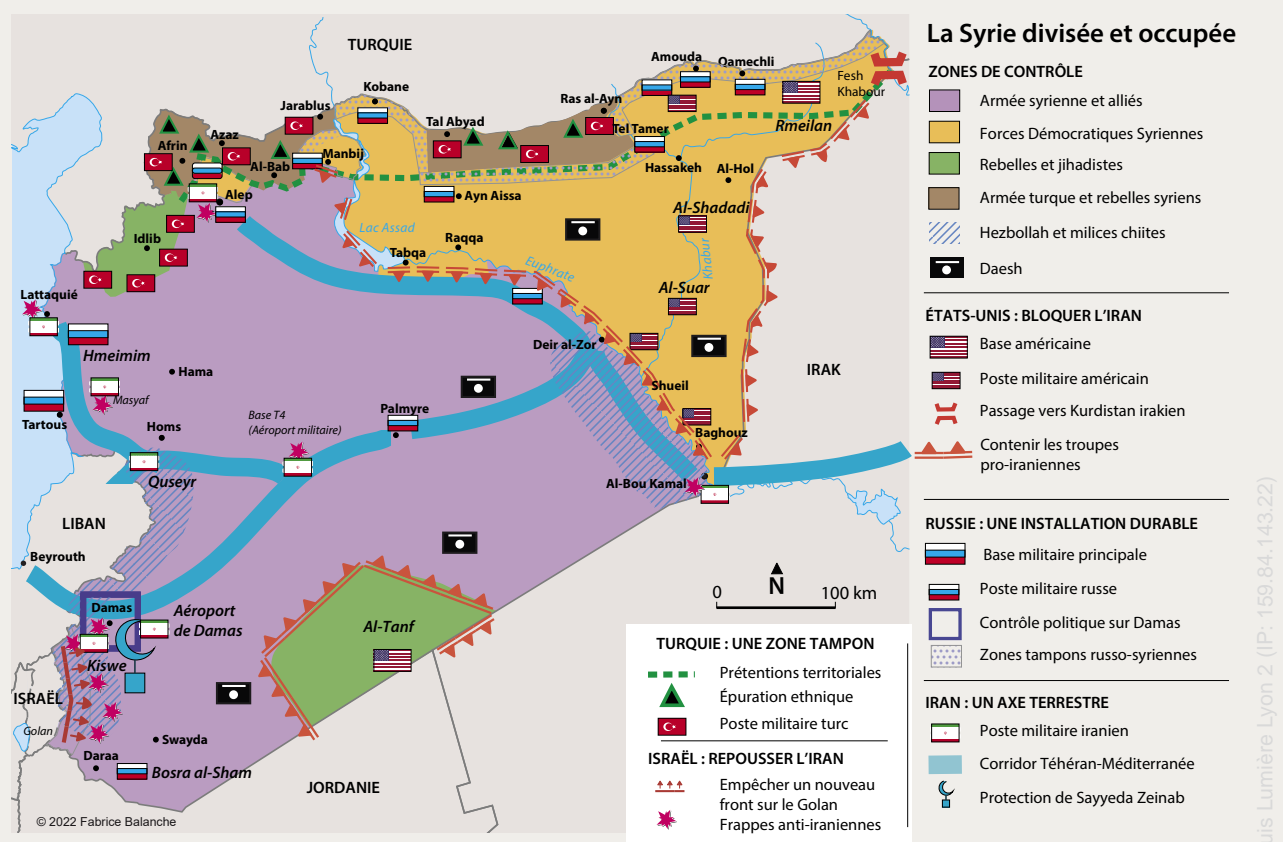 TURQUIE
Amouda
Qamechli
Fesh
Khabour
Kobane
Jarablus
Ras al-Ayn
Rmeilan
Azaz
Tal Abyad
Tel Tamer
Afrin
Al-Bab
Manbij
Hassakeh
Al-Hol
Alep
Ayn Aissa
Al-Shadadi
Lac Assad
Idlib
Raqqa
Tabqa
Khabur
Euphrate
Al-Suar
Lattaquié
Deir al-Zor
Hmeimim
IRAK
Hama
Shueil
Masyaf
Tartous
Base T4
(Aéroport militaire)
Palmyre
Homs
Baghouz
Quseyr
Al-Bou Kamal
LIBAN
Beyrouth
N
0
100 km
Damas
Aéroport
de Damas
Al-Tanf
Kiswe
ISRAËL
Golan
Swayda
Daraa
Bosra al-Sham
JORDANIE
© 2022 Fabrice Balanche
La Syrie divisée et occupée
ZONES DE CONTRÔLE
Armée syrienne et alliés
Forces Démocratiques Syriennes
Rebelles et jihadistes
Armée turque et rebelles syriens
Hezbollah et milices chiites
Daesh
ÉTATS-UNIS : BLOQUER L'IRAN
Base américaine
Poste militaire américain
Passage vers Kurdistan irakien
Contenir les troupes
pro-iraniennes
RUSSIE : UNE INSTALLATION DURABLE
Base militaire principale
Poste militaire russe
Contrôle politique sur Damas
Zones tampons russo-syriennes
IRAN : UN AXE TERRESTRE
Poste militaire iranien
Corridor Téhéran-Méditerranée
Protection de Sayyeda Zeinab
TURQUIE : UNE ZONE TAMPON
Prétentions territoriales
Épuration ethnique
Poste militaire turc
ISRAËL : REPOUSSER L'IRAN
Empêcher un nouveau
front sur le Golan
Frappes anti-iraniennes
uis Lumière Lyon 2 (IP: 159.84.143.22)